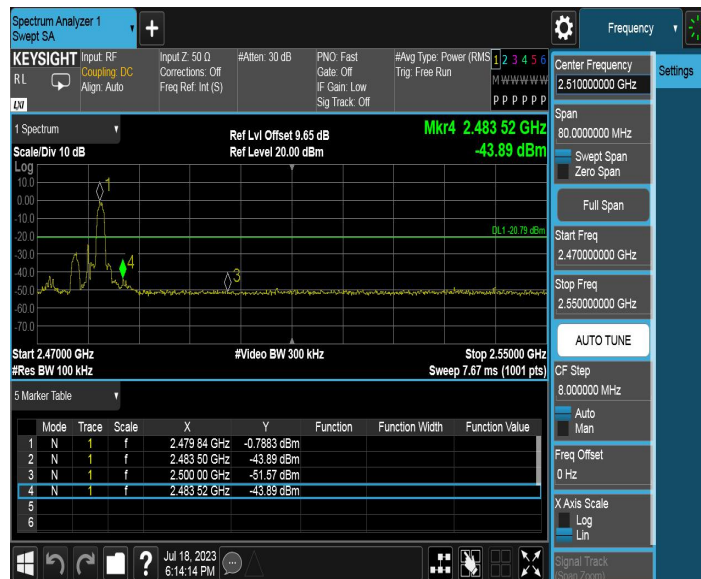 Spectrum Analyzer 1
Swept SA
+
Frequency
KEYSIGHT
RL
LXI
Input: RF
Coupling: DC
Align: Auto
Input Z: 50 Ω
Corrections: Off
Freq Ref: Int (S)
#Atten: 30 dB
PNO: Fast
Gate: Off
IF Gain: Low
Sig Track: Off
#Avg Type: Power (RMS
Trig: Free Run
1 2 3 4 5 6
M W W W W W
P P P P P P
Settings
1 Spectrum
Scale/Div 10 dB
Ref Lvl Offset 9.65 dB
Ref Level 20.00 dBm
Mkr4 2.483 52 GHz
-43.89 dBm
Log
10.0
0.00
-10.0
-20.0
-30.0
-40.0
-50.0
-60.0
-70.0
1
4
3
DL1 -20.79 dBm
Start 2.47000 GHz
#Res BW 100 kHz
#Video BW 300 kHz
Stop 2.55000 GHz
Sweep 7.67 ms (1001 pts)
5 Marker Table
Mode Trace Scale X Y Function Function Width Function Value
1 N 1 f 2.479 84 GHz -0.7883 dBm
2 N 1 f 2.483 50 GHz -43.89 dBm
3 N 1 f 2.500 00 GHz -51.57 dBm
4 N 1 f 2.483 52 GHz -43.89 dBm
5
6
Center Frequency
2.510000000 GHz
Span
80.0000000 MHz
Swept Span
Zero Span
Full Span
Start Freq
2.470000000 GHz
Stop Freq
2.550000000 GHz
AUTO TUNE
CF Step
8.000000 MHz
Auto
Man
Freq Offset
0 Hz
X Axis Scale
Log
Lin
Signal Track
(Span Zoom)
?
Jul 18, 2023
6:14:14 PM